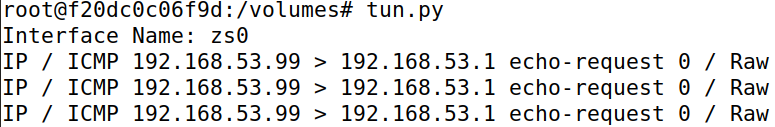 root@f20dc0c06f9d:/volumes# tun.py
Interface Name: zs0
IP / ICMP 192.168.53.99 > 192.168.53.1 echo-request 0 / Raw
IP / ICMP 192.168.53.99 > 192.168.53.1 echo-request 0 / Raw
IP / ICMP 192.168.53.99 > 192.168.53.1 echo-request 0 / Raw